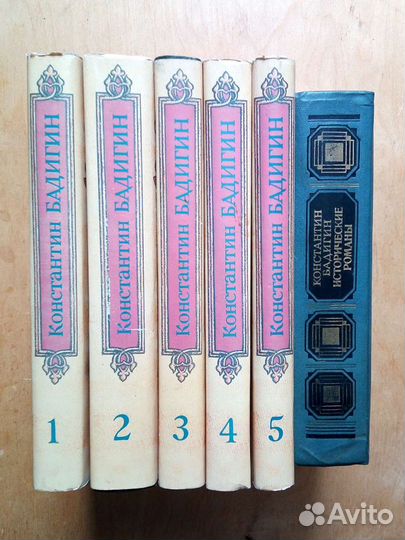 Константин БАДИГИН
1
Константин БАДИГИН
2
Константин БАДИГИН
3
Константин БАДИГИН
4
Константин БАДИГИН
5
КОНСТАНТИН
БАДИГИН
ИСТОРИЧЕСКИЕ
РОМАНЫ
Avito